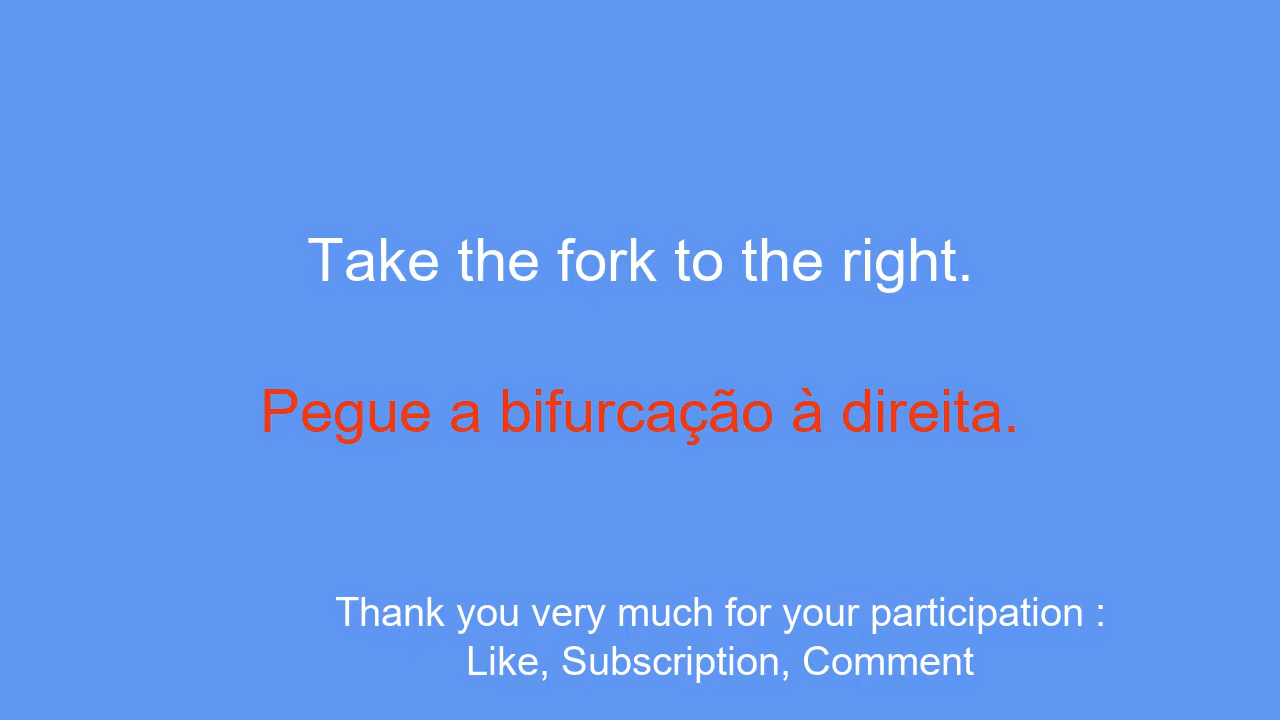 Take the fork to the right.
Pegue a bifurcação à direita.
Thank you very much for your participation :
Like, Subscription, Comment